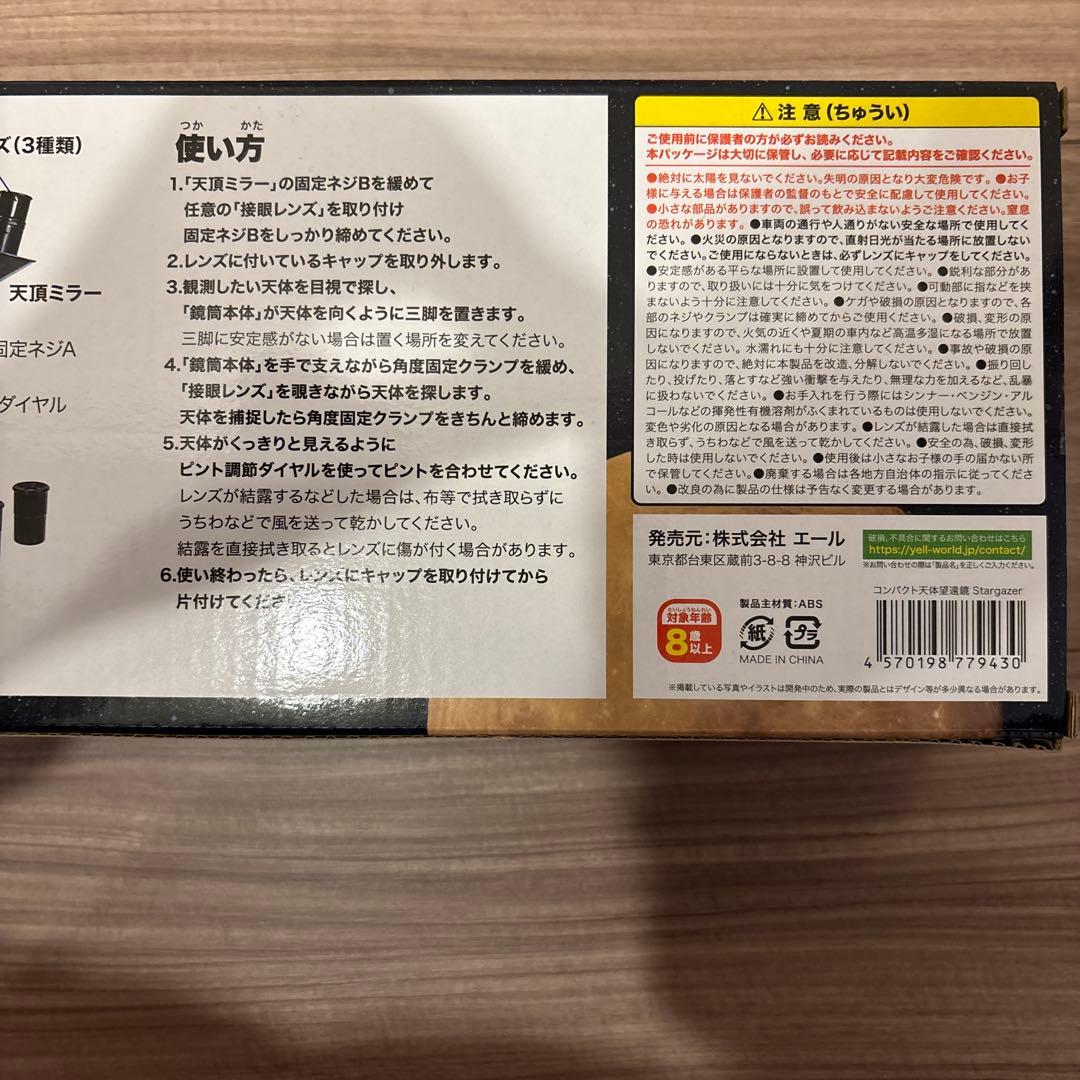 ズ(3種類)
天頂ミラー
固定ネジA
ダイヤル
つか かた
使い方
1.「天頂ミラー」の固定ネジBを緩めて
任意の「接眼レンズ」を取り付け
固定ネジBをしっかり締めてください。
2.レンズに付いているキャップを取り外します。
3.観測したい天体を目視で探し、
「鏡筒本体」が天体を向くように三脚を置きます。
三脚に安定感がない場合は置く場所を変えてください。
4.「鏡筒本体」を手で支えながら角度固定クランプを緩め、
「接眼レンズ」を覗きながら天体を探します。
天体を捕捉したら角度固定クランプをきちんと締めます。
5.天体がくっきりと見えるように
ピント調節ダイヤルを使ってピントを合わせてください。
レンズが結露するなどした場合は、布等で拭き取らずに
うちわなどで風を送って乾かしてください。
結露を直接拭き取るとレンズに傷が付く場合があります。
6.使い終わったら、レンズにキャップを取り付けてから
片付けてくださ
⚠注意(ちゅうい)
ご使用前に保護者の方が必ずお読みください。
本パッケージは大切に保管し、必要に応じて記載内容をご確認ください。
●絶対に太陽を見ないでください。失明の原因となり大変危険です。●お子
様に与える場合は保護者の監督のもとで安全に配慮して使用してください。
●小さな部品がありますので、誤って飲み込まないようご注意ください。窒息
の恐れがあります。●車両の通行や人通りがない安全な場所で使用してく
ださい。●火災の原因となりますので、直射日光が当たる場所に放置しない
でください。ご使用にならないときは、必ずレンズにキャップをしてください。
●安定感がある平らな場所に設置して使用してください。●鋭利な部分があ
りますので、取り扱いには十分に気をつけてください。●可動部に指などを挟
まないよう十分に注意してください。●ケガや破損の原因となりますので、各
部のネジやクランプは確実に締めてからご使用ください。●破損、変形の原
因になりますので、火気の近くや夏期の車内など高温多湿になる場所で放置
しないでください。水濡れにも十分に注意してください。●事故や破損の原
因になりますので、絶対に本製品を改造、分解しないでください。●振り回し
たり、投げたり、落とすなど強い衝撃を与えたり、無理な力を加えるなど、乱暴
に扱わないでください。●お手入れを行う際にはシンナー・ベンジン・アル
コールなどの揮発性有機溶剤がふくまれているものは使用しないでください。
変色や劣化の原因となる場合があります。●レンズが結露した場合は直接拭
き取らず、うちわなどで風を送って乾かしてください。●安全の為、破損、変形
した時は使用しないでください。●使用後は小さなお子様の手の届かない所
で保管してください。●廃棄する場合は各地方自治体の指示に従ってくださ
い。●改良の為に製品の仕様は予告なく変更する場合があります。
発売元:株式会社 エール
東京都台東区蔵前3-8-8 神沢ビル
破損、不具合に関するお問い合わせはこちら
https://yell-world.jp/contact/
※お問い合わせの際は「製品名」を正しくご入力ください。
コンパクト天体望遠鏡 Stargazer
たいしょうねんれい
対象年齢
8歳以上
製品主材質:ABS
紙
プラ
MADE IN CHINA
4 570198 779430
※掲載している写真やイラストは開発中のため、実際の製品とはデザイン等が多少異なる場合があります。